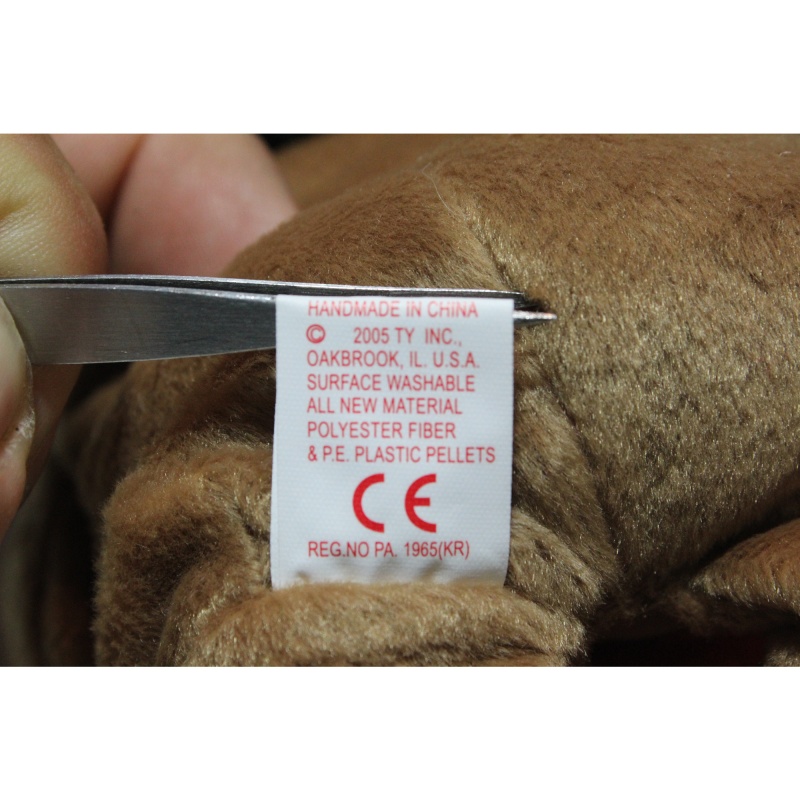 HANDMADE IN CHINA
© 2005 TY INC.,
OAKBROOK, IL. U.S.A.
SURFACE WASHABLE
ALL NEW MATERIAL
POLYESTER FIBER
& P.E. PLASTIC PELLETS
CE
REG.NO PA. 1965(KR)